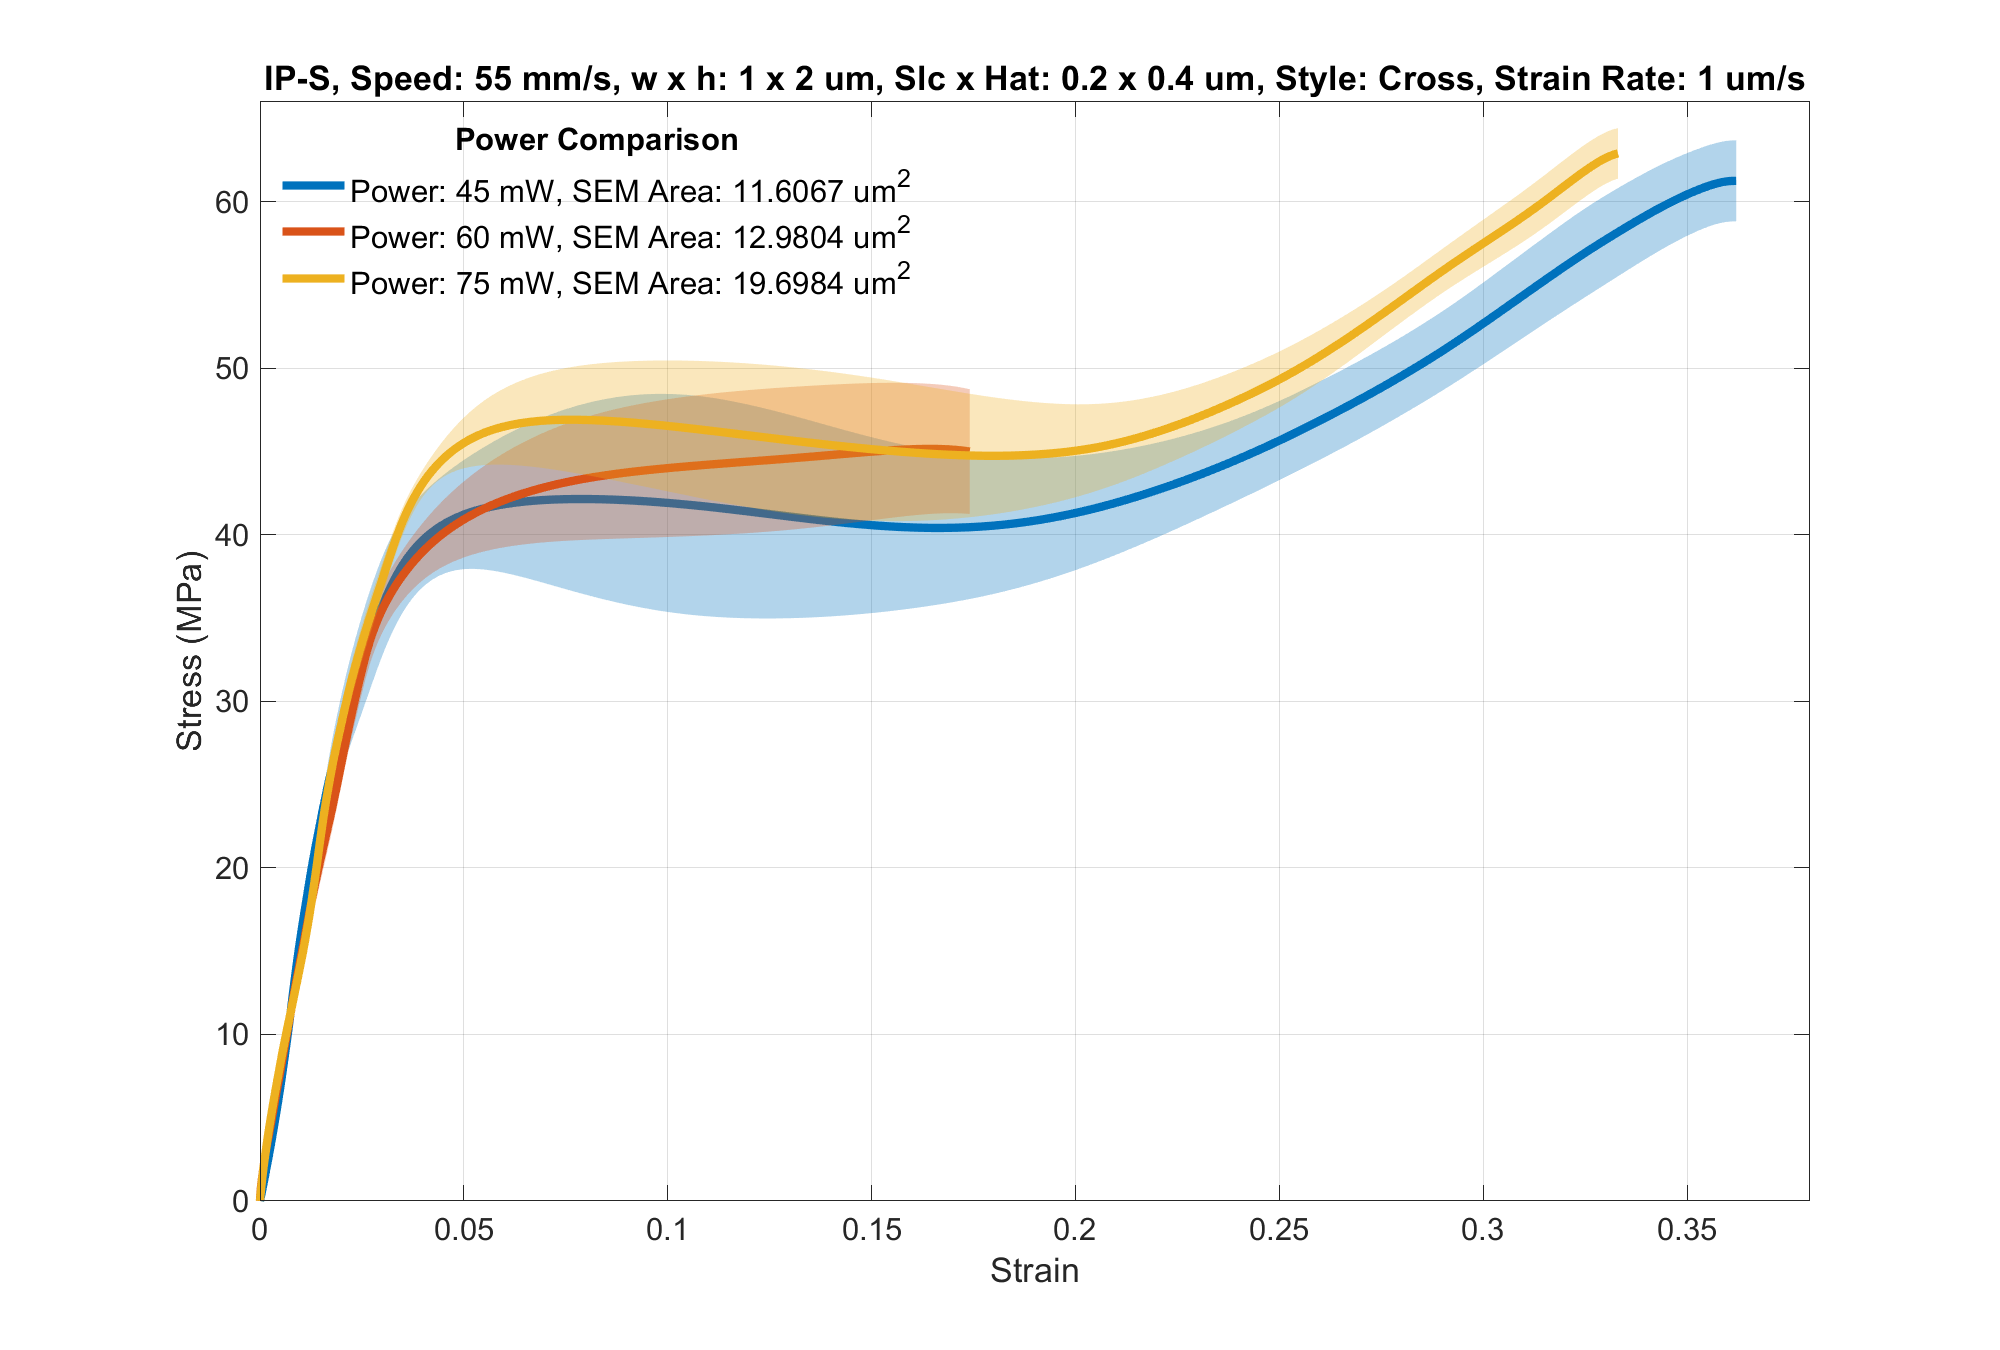 IP-S, Speed: 55 mm/s, w x h: 1 x 2 um, Slc x Hat: 0.2 x 0.4 um, Style: Cross, Strain Rate: 1 um/s
Power Comparison
Power: 45 mW, SEM Area: 11.6067 um²
Power: 60 mW, SEM Area: 12.9804 um²
Power: 75 mW, SEM Area: 19.6984 um²
60
50
40
30
20
10
0
Stress (MPa)
0 0.05 0.1 0.15 0.2 0.25 0.3 0.35
Strain